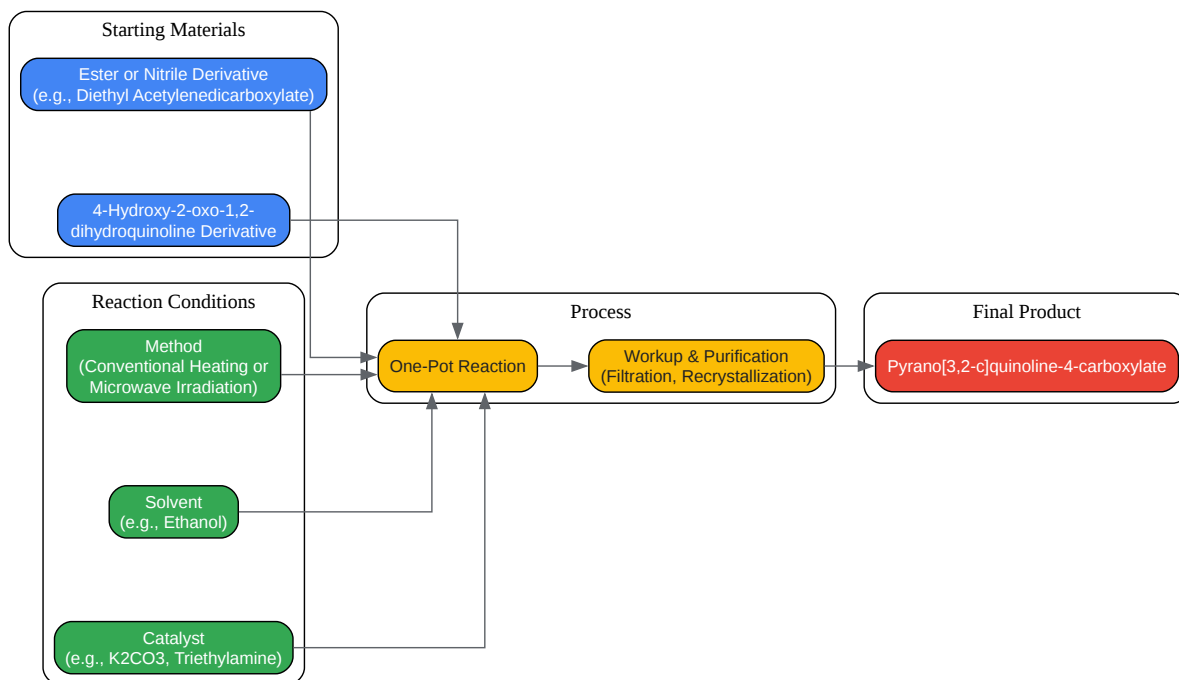 Starting Materials
Ester or Nitrile Derivative
(e.g., Diethyl Acetylenedicarboxylate)
4-Hydroxy-2-oxo-1,2-
dihydroquinoline Derivative
Reaction Conditions
Method
(Conventional Heating or
Microwave Irradiation)
Solvent
(e.g., Ethanol)
Catalyst
(e.g., K2CO3, Triethylamine)
Process
One-Pot Reaction
Workup & Purification
(Filtration, Recrystallization)
Final Product
Pyrano[3,2-c]quinoline-4-carboxylate